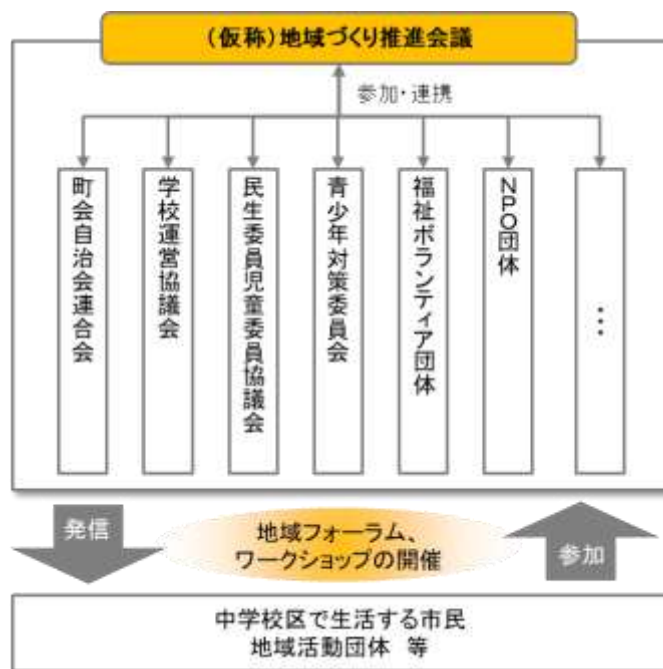 （仮称）地域づくり推進会議
参加・連携
町会自治会連合会
学校運営協議会
民生委員児童委員協議会
青少年対策委員会
福祉ボランティア団体
NPO団体
…
発信
地域フォーラム、
ワークショップの開催
参加
中学校区で生活する市民
地域活動団体　等